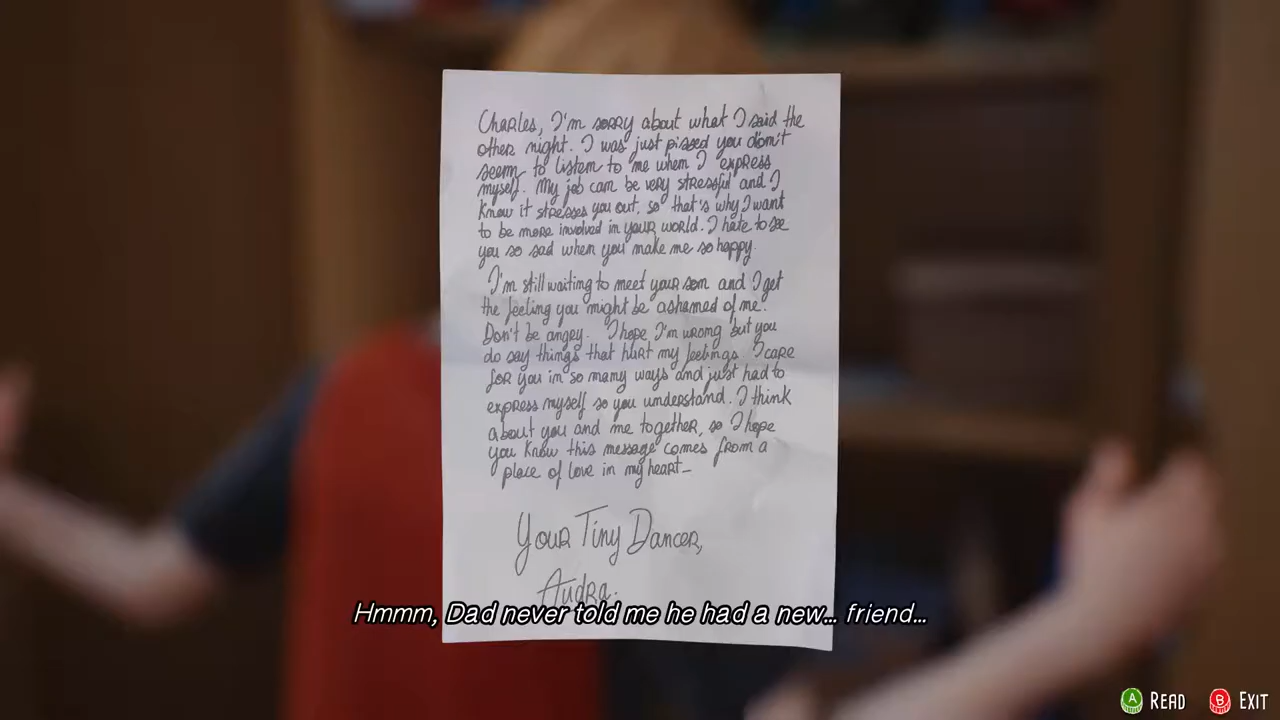 Charles, I'm sorry about what I said the
other night. I was just pissed you don't
seem to listen to me when I express
myself. My job can be very stressful and I
know it stresses you out, so that's why I want
to be more involved in your world. I hate to see
you so sad when you make me so happy.
I'm still waiting to meet your son and I get
the feeling you might be ashamed of me.
Don't be angry. I hope I'm wrong but you
do say things that hurt my feelings. I care
for you in so many ways and just had to
express myself so you understand. I think
about you and me together, so I hope
you know this message comes from a
place of love in my heart_
Your Tiny Dancer,
Audra.
Hmmm, Dad never told me he had a new... friend...
A READ B EXIT